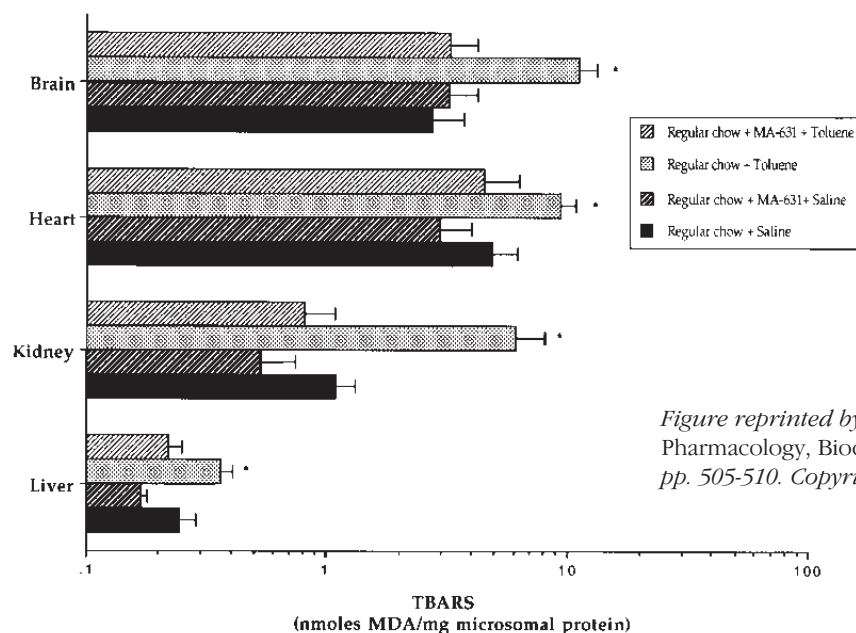 Brain
Heart
Kidney
Liver
Regular chow + MA-631 + Toluene
Regular chow – Toluene
Regular chow + MA-631+ Saline
Regular chow + Saline
*
*
*
*
.1
1
10
100
TBARS
(nmoles MDA/mg microsomal protein)
Figure reprinted by
Pharmacology, Bioc
pp. 505-510. Copyri